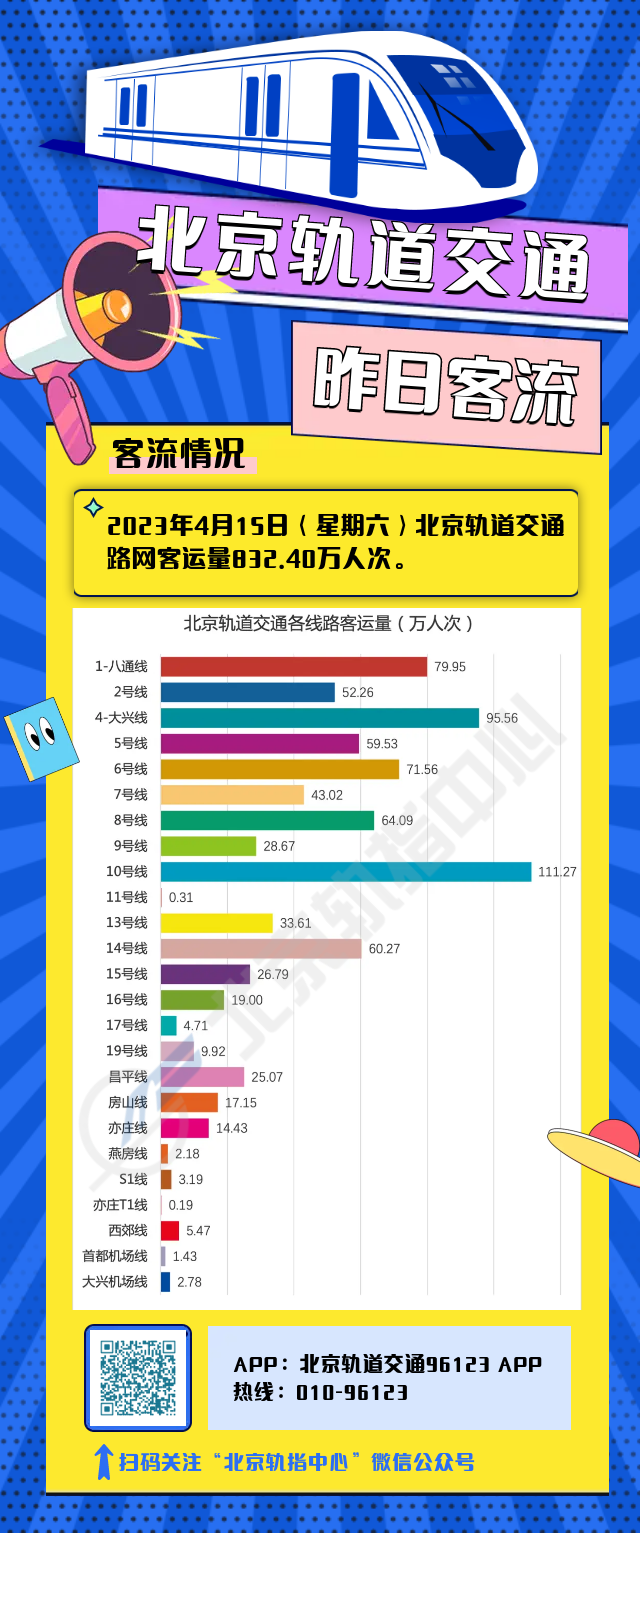 北京轨道交通
昨日客流
客流情况
2023年4月15日（星期六）北京轨道交通
路网客运量832.40万人次。
北京轨道交通各线路客运量（万人次）
1-八通线 79.95
2号线 52.26
4-大兴线 95.56
5号线 59.53
6号线 71.56
7号线 43.02
8号线 64.09
9号线 28.67
10号线 111.27
11号线 0.31
13号线 33.61
14号线 60.27
15号线 26.79
16号线 19.00
17号线 4.71
19号线 9.92
昌平线 25.07
房山线 17.15
亦庄线 14.43
燕房线 2.18
S1线 3.19
亦庄T1线 0.19
西郊线 5.47
首都机场线 1.43
大兴机场线 2.78
北京轨指中心
APP：北京轨道交通96123 APP
热线：010-96123
扫码关注“北京轨指中心”微信公众号